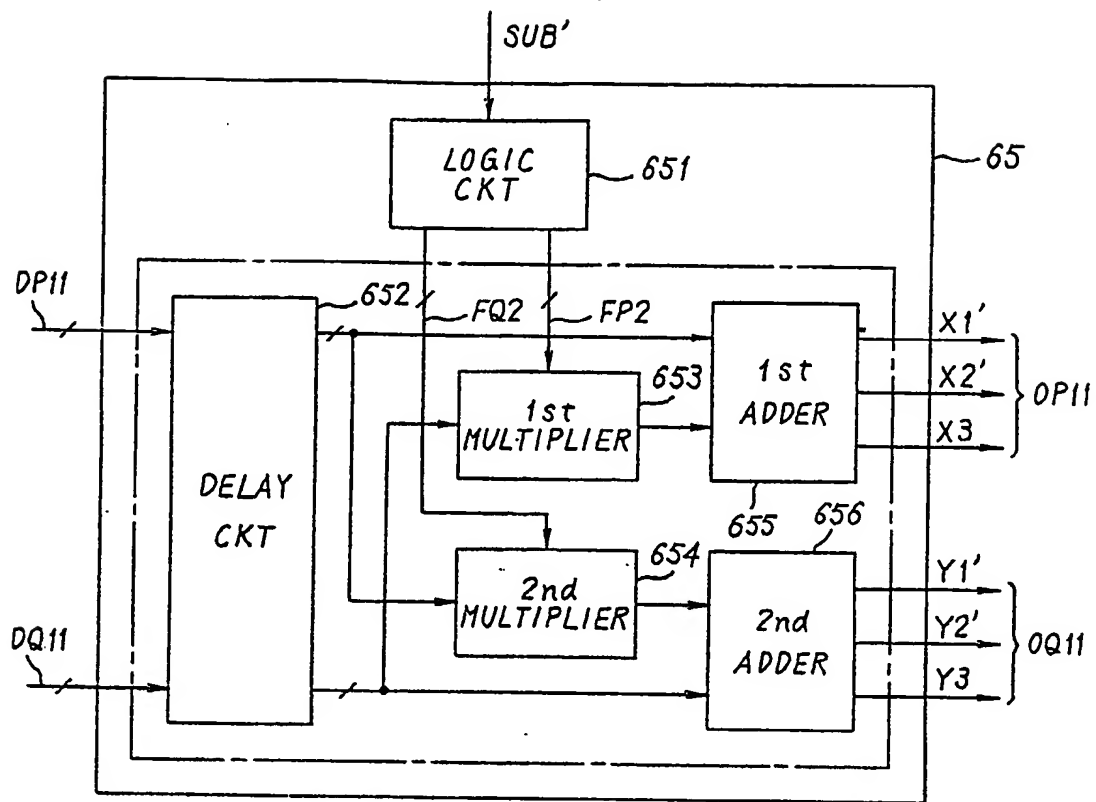 SUB'
LOGIC
CKT
651
65
DP11
652
FQ2
FP2
X1'
653
1st
MULTIPLIER
1st
ADDER
X2'
OP11
X3
DELAY
CKT
655
656
654
2nd
MULTIPLIER
2nd
ADDER
Y1'
Y2'
OQ11
DQ11
Y3